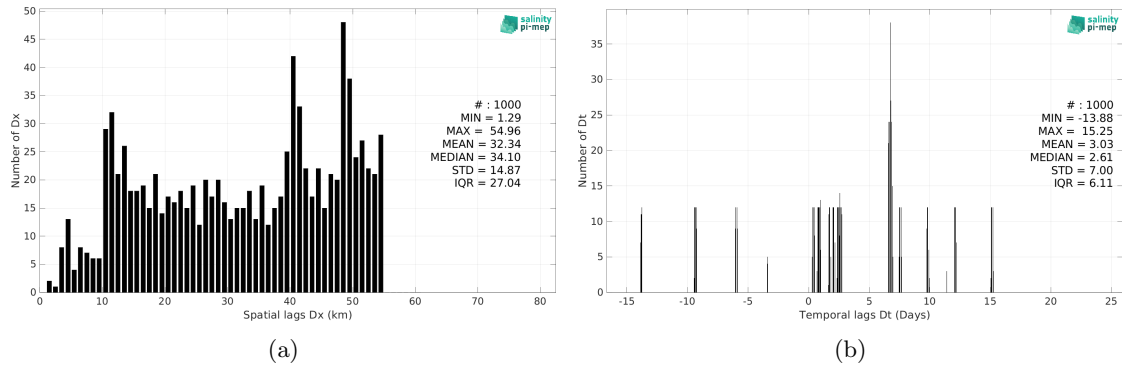 50
45
40
35
30
25
20
15
10
5
0
Number of Dx
salinity
pi-mep
# : 1000
MIN = 1.29
MAX = 54.96
MEAN = 32.34
MEDIAN = 34.10
STD = 14.87
IQR = 27.04
0 10 20 30 40 50 60 70 80
Spatial lags Dx (km)
(a)
35
30
25
20
15
10
5
0
Number of Dt
salinity
pi-mep
# : 1000
MIN = -13.88
MAX = 15.25
MEAN = 3.03
MEDIAN = 2.61
STD = 7.00
IQR = 6.11
-15 -10 -5 0 5 10 15 20 25
Temporal lags Dt (Days)
(b)